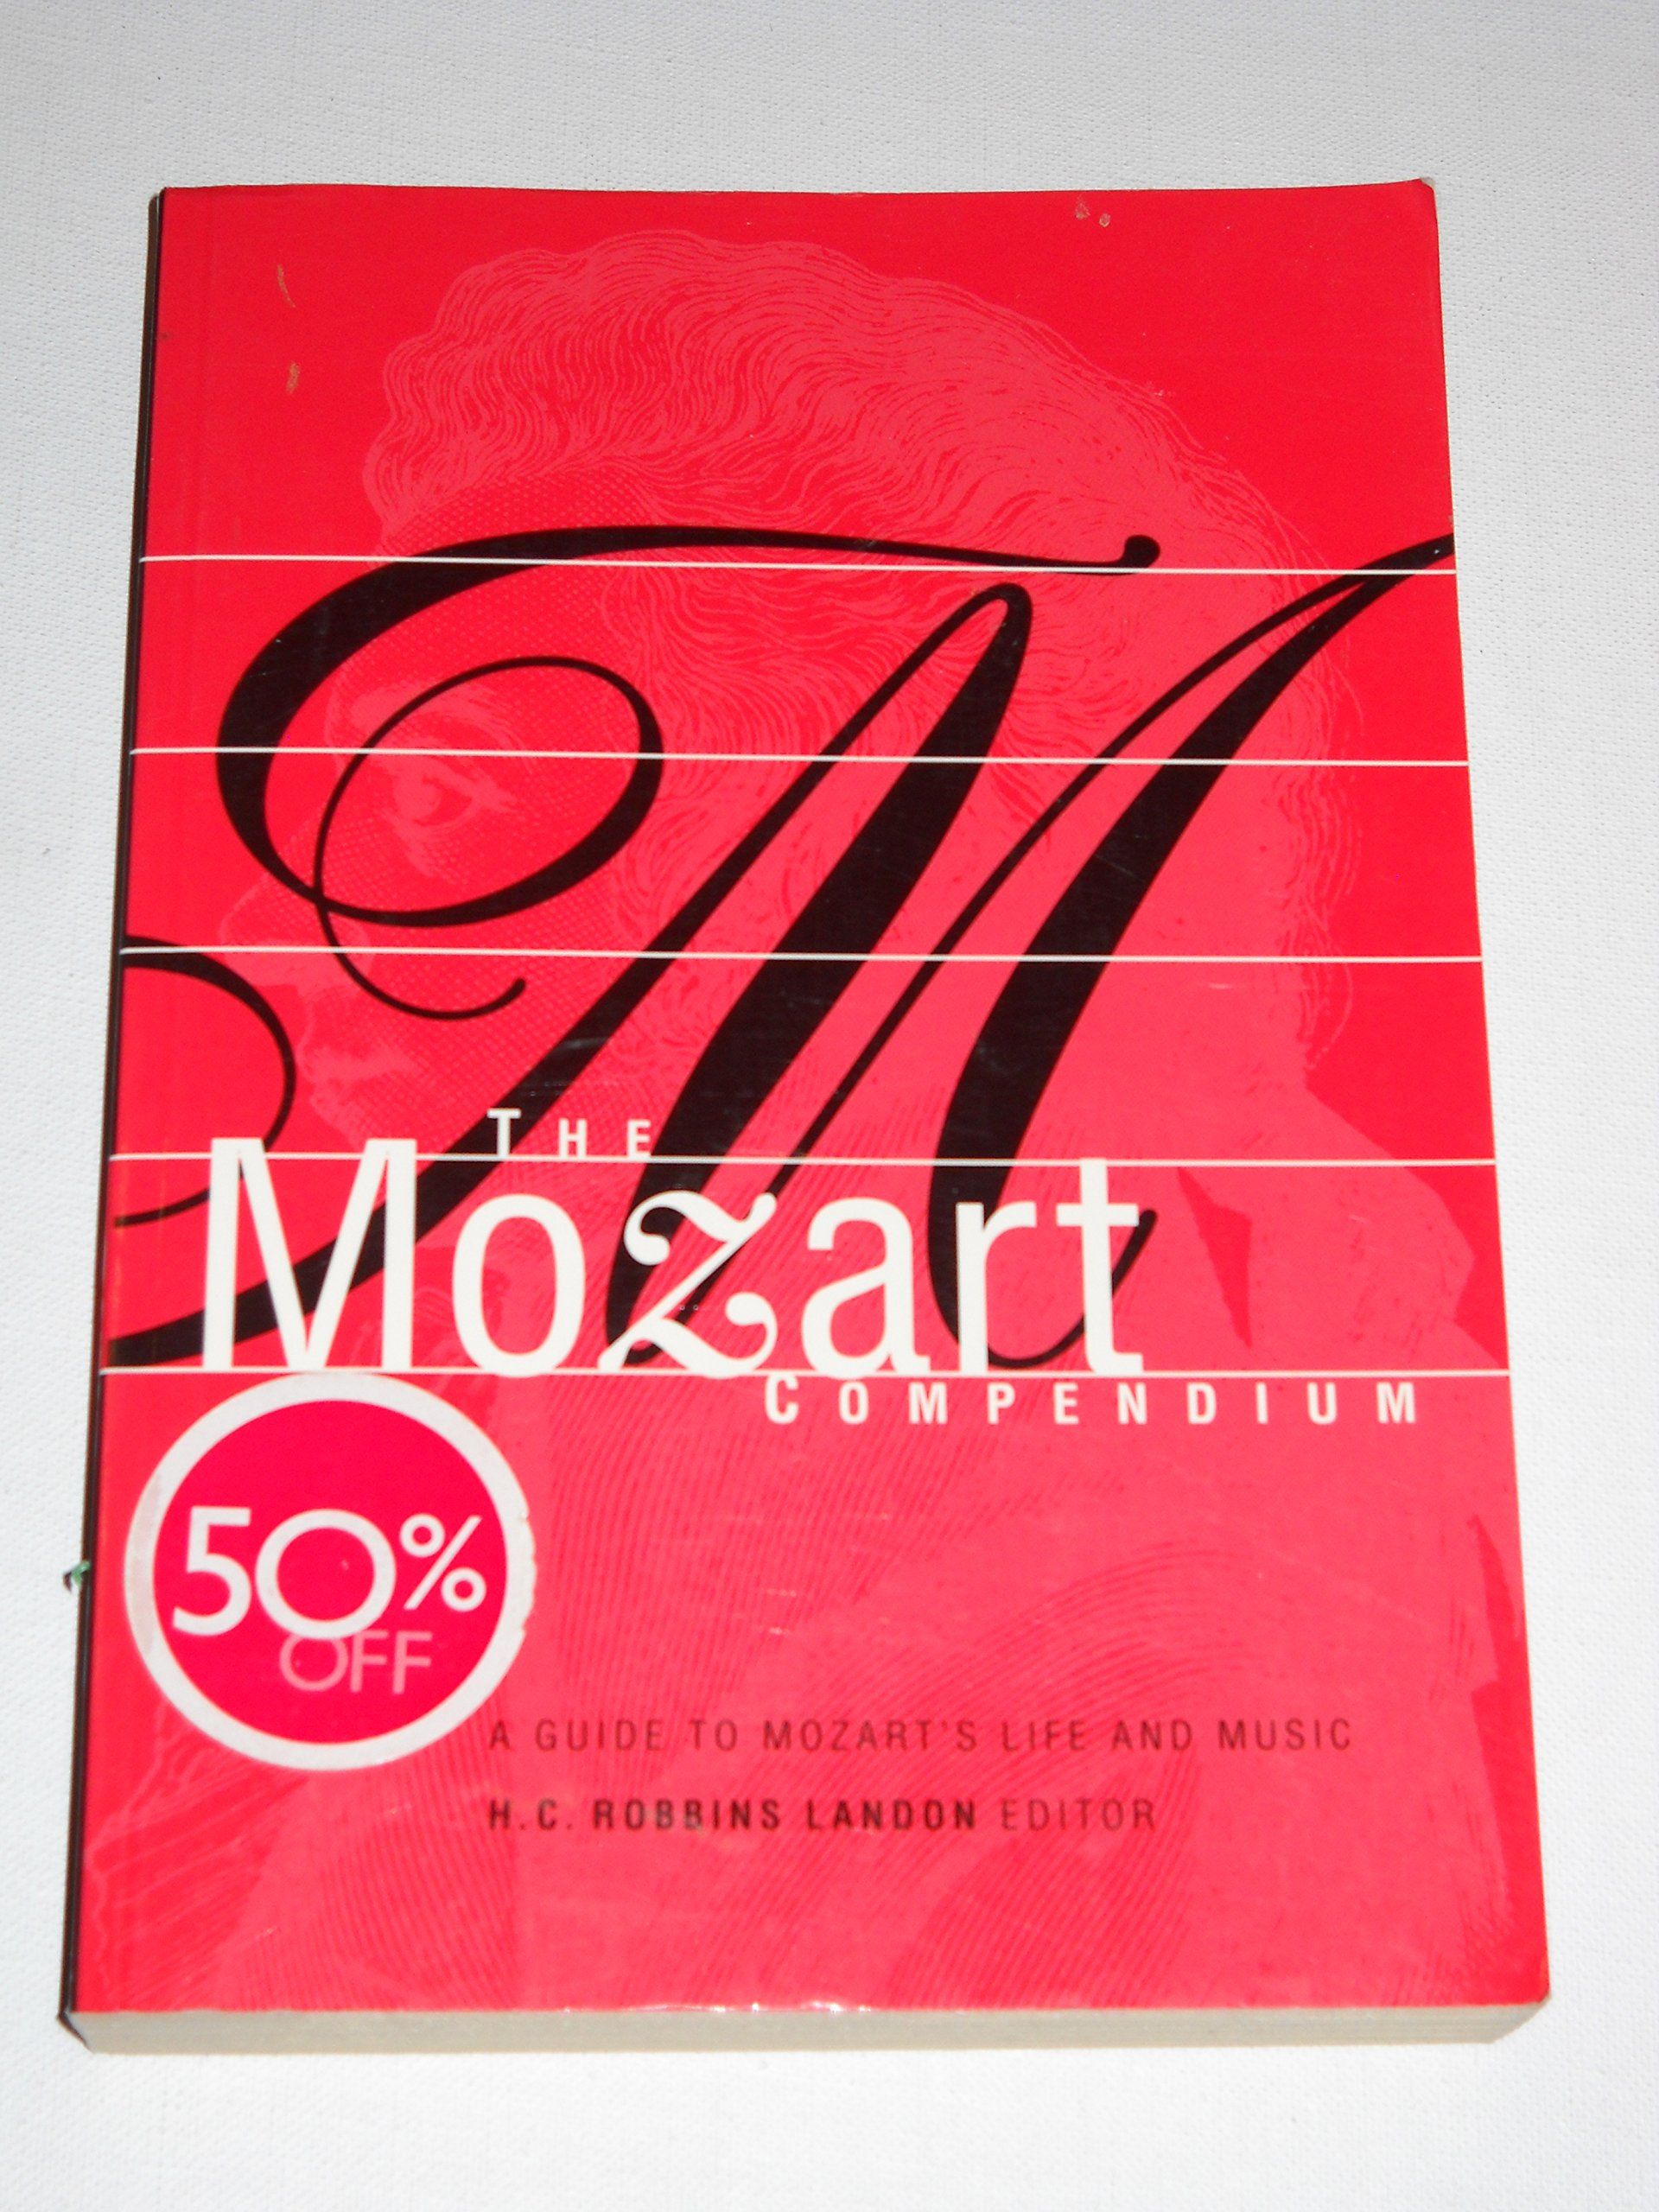 M
THE
Mozart
COMPENDIUM
50%
OFF
A GUIDE TO MOZART'S LIFE AND MUSIC
H.C. ROBBINS LANDON EDITOR